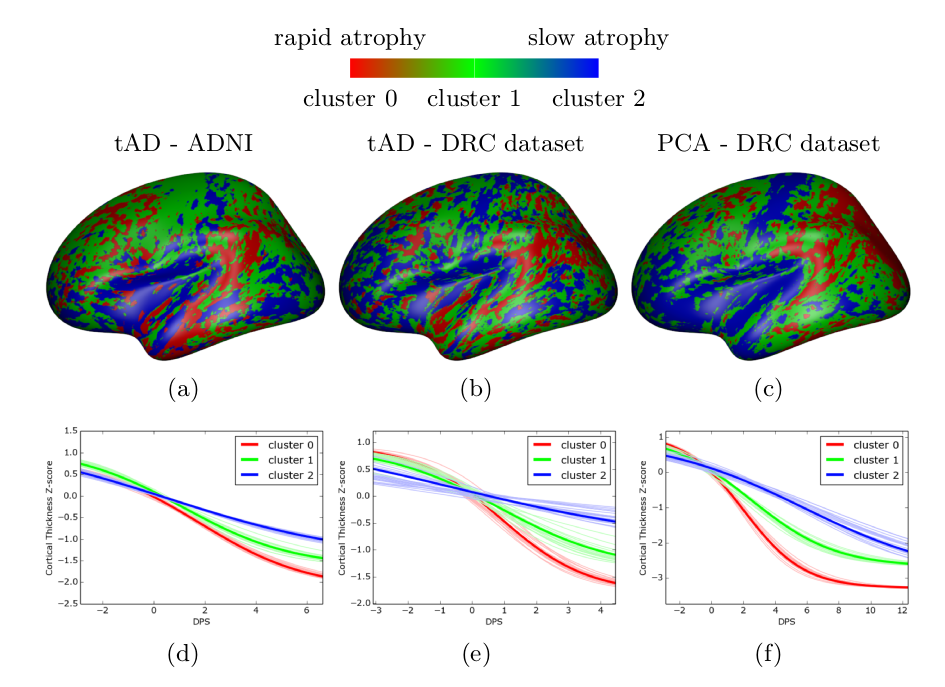 rapid atrophy slow atrophy
cluster 0 cluster 1 cluster 2
tAD - ADNI tAD - DRC dataset PCA - DRC dataset
(a) (b) (c)
Cortical Thickness Z-score
1.5
1.0
0.5
0.0
−0.5
−1.0
−1.5
−2.0
−2.5
cluster 0
cluster 1
cluster 2
−2 0 2 4 6
DPS
Cortical Thickness Z-score
1.0
0.5
0.0
−0.5
−1.0
−1.5
−2.0
cluster 0
cluster 1
cluster 2
−3 −2 −1 0 1 2 3 4
DPS
Cortical Thickness Z-score
1
0
−1
−2
−3
cluster 0
cluster 1
cluster 2
−2 0 2 4 6 8 10 12
DPS
(d) (e) (f)